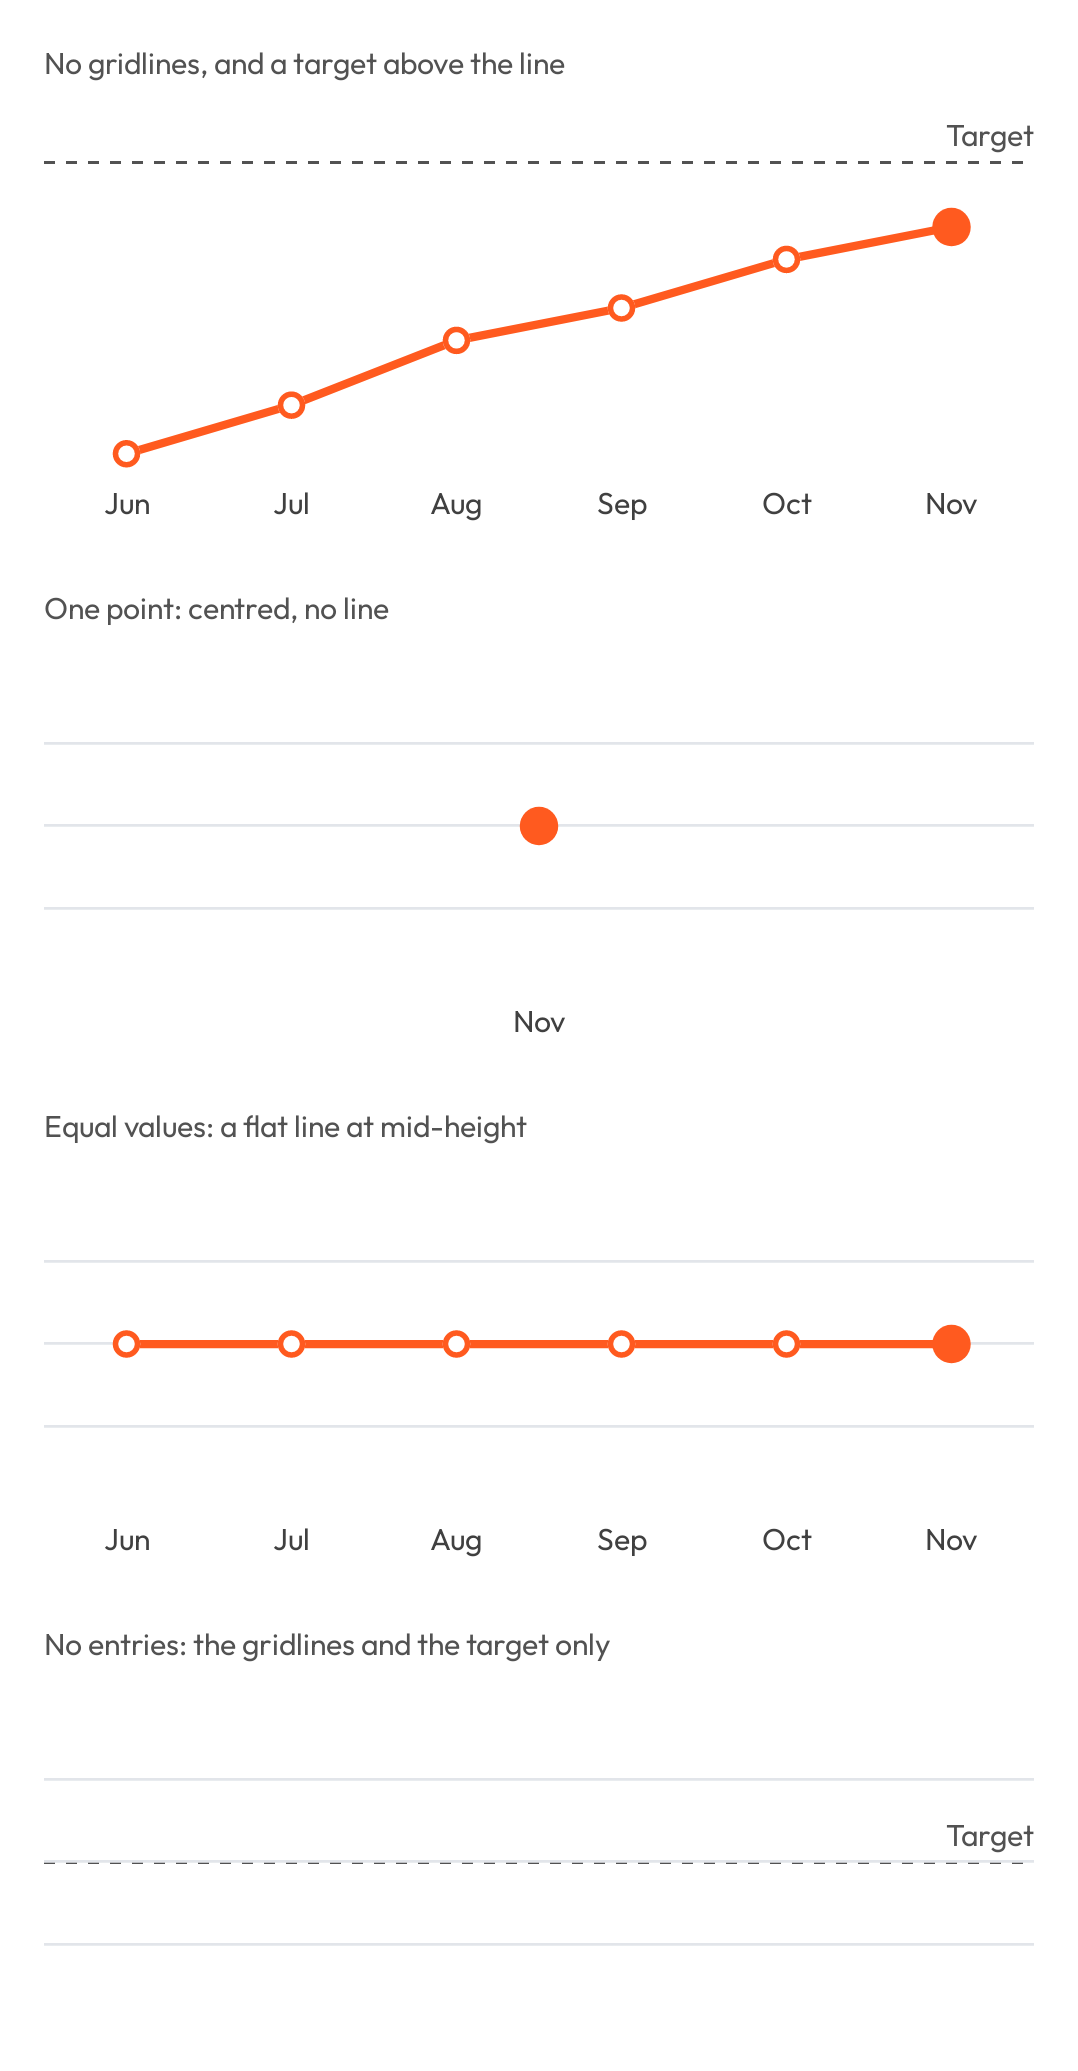 No gridlines, and a target above the line
Target
Jun Jul Aug Sep Oct Nov
One point: centred, no line
Nov
Equal values: a flat line at mid-height
Jun Jul Aug Sep Oct Nov
No entries: the gridlines and the target only
Target